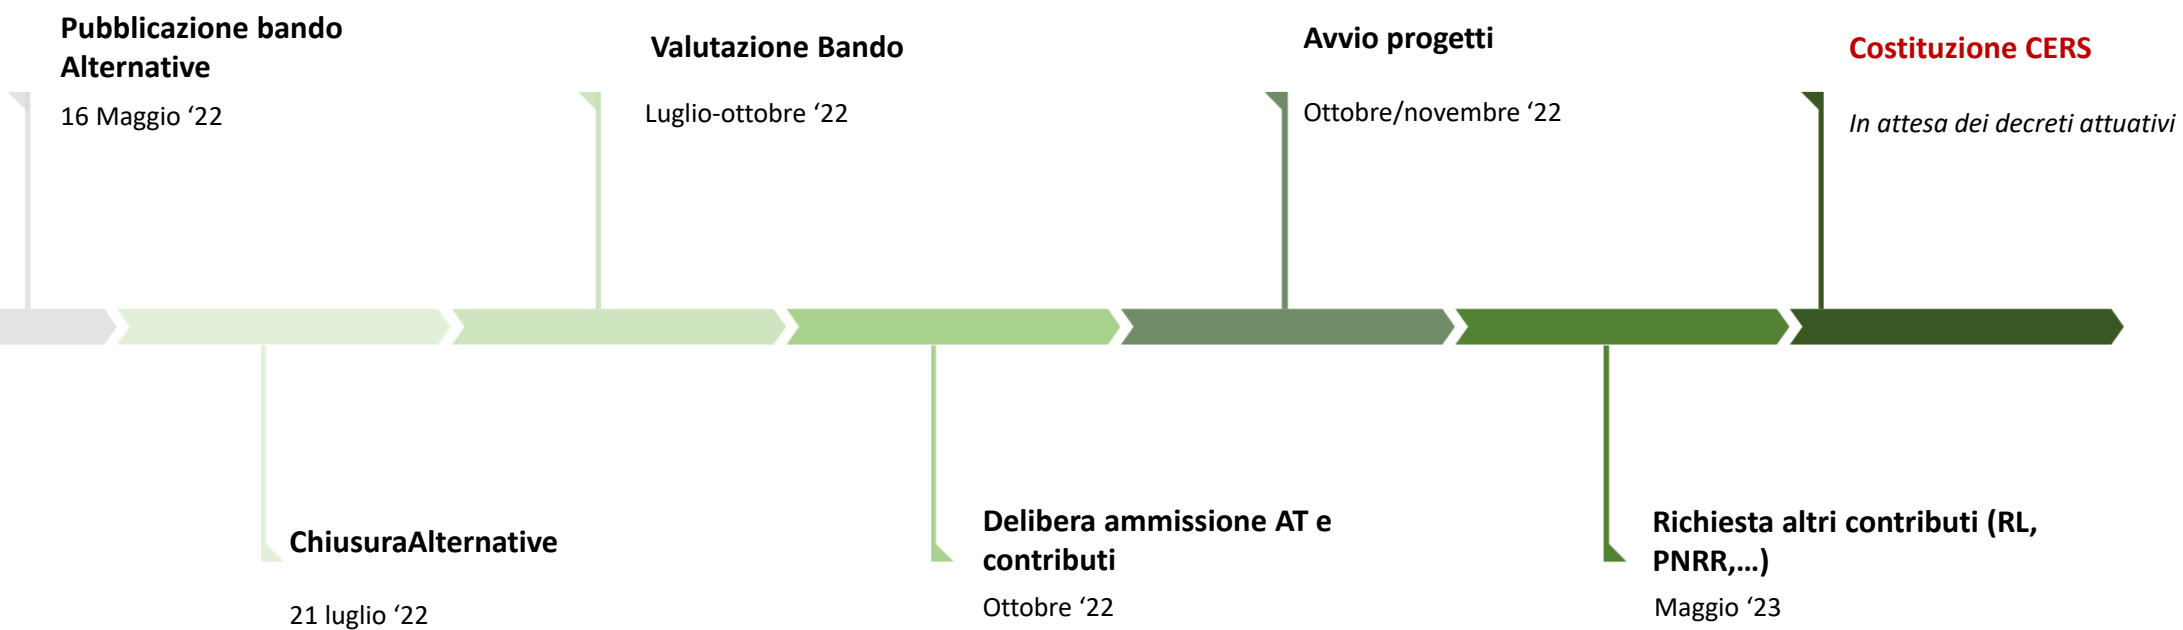 Pubblicazione bando
Alternative
16 Maggio ‘22
ChiusuraAlternative
21 luglio ‘22
Valutazione Bando
Luglio-ottobre ‘22
Delibera ammissione AT e
contributi
Ottobre ‘22
Avvio progetti
Ottobre/novembre ‘22
Richiesta altri contributi (RL,
PNRR,...)
Maggio ‘23
Costituzione CERS
In attesa dei decreti attuativi